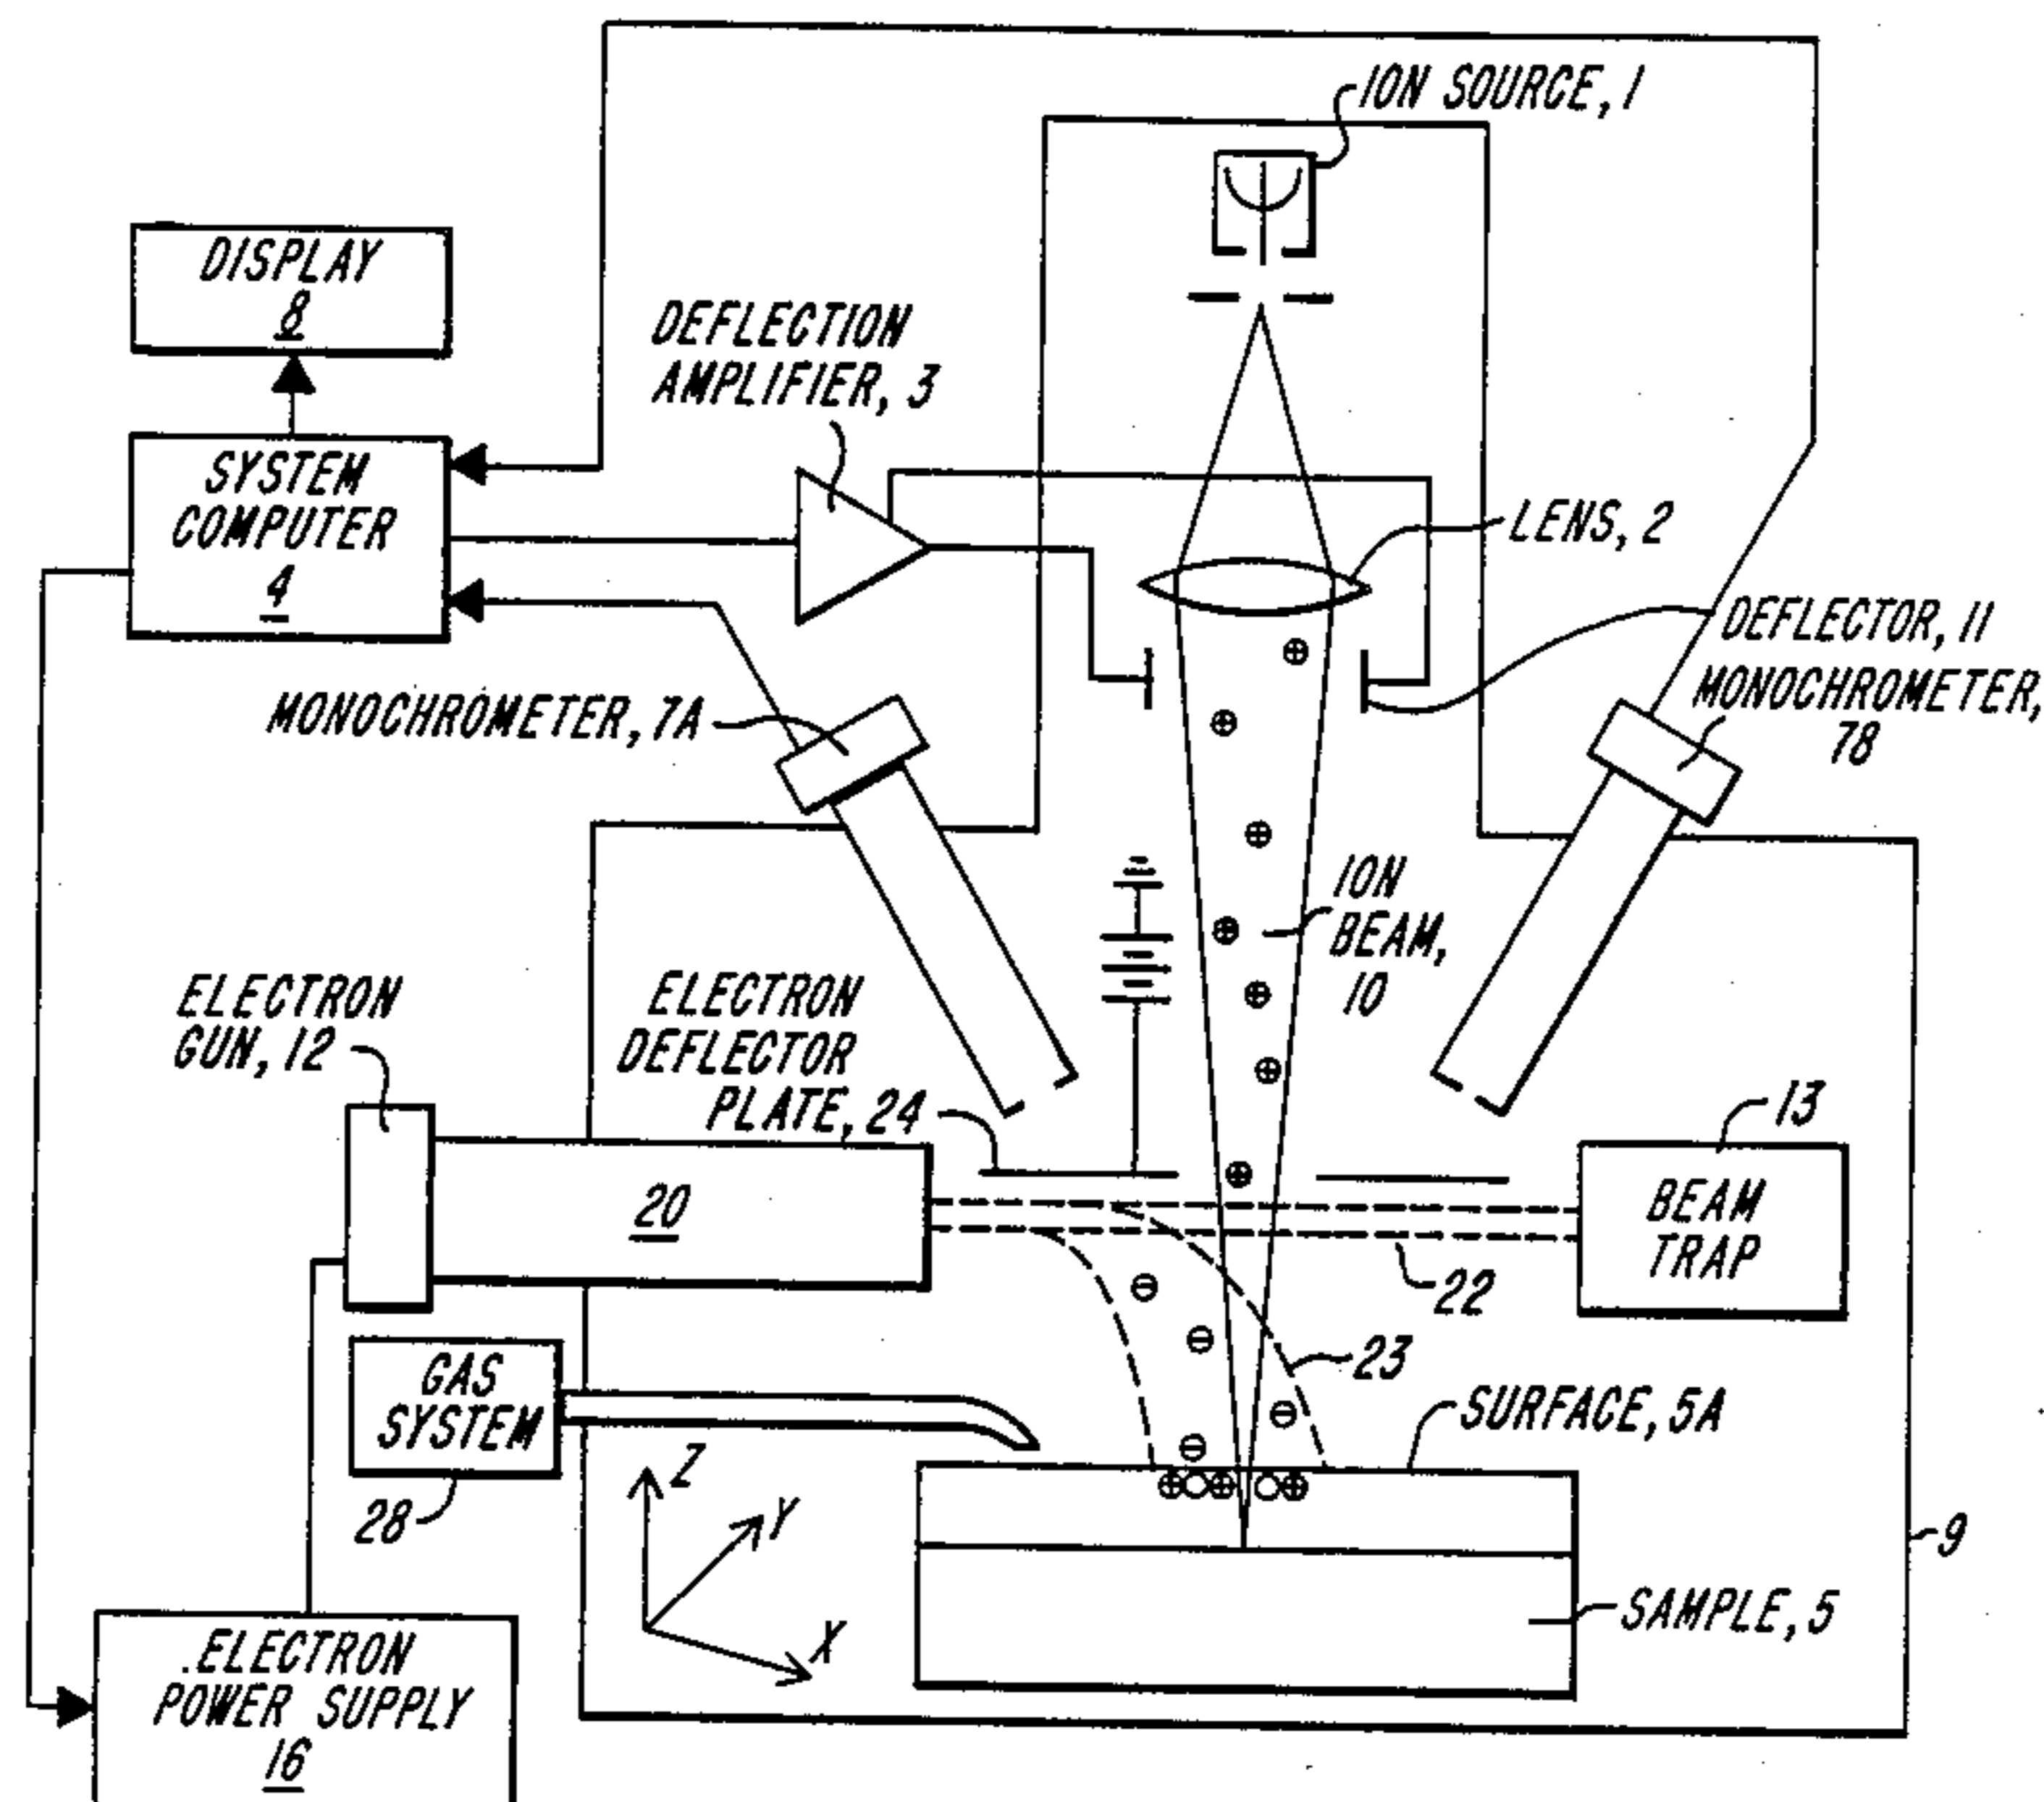 ION SOURCE, 1
DISPLAY
8
DEFLECTION
AMPLIFIER, 3
SYSTEM
COMPUTER
4
LENS, 2
DEFLECTOR, 11
MONOCHROMETER, 7A
MONOCHROMETER,
78
ION
BEAM,
10
ELECTRON
GUN, 12
ELECTRON
DEFLECTOR
PLATE, 24
13
BEAM
TRAP
20
22
23
GAS
SYSTEM
28
SURFACE, 5A
Z
Y
X
9
SAMPLE, 5
ELECTRON
POWER SUPPLY
16